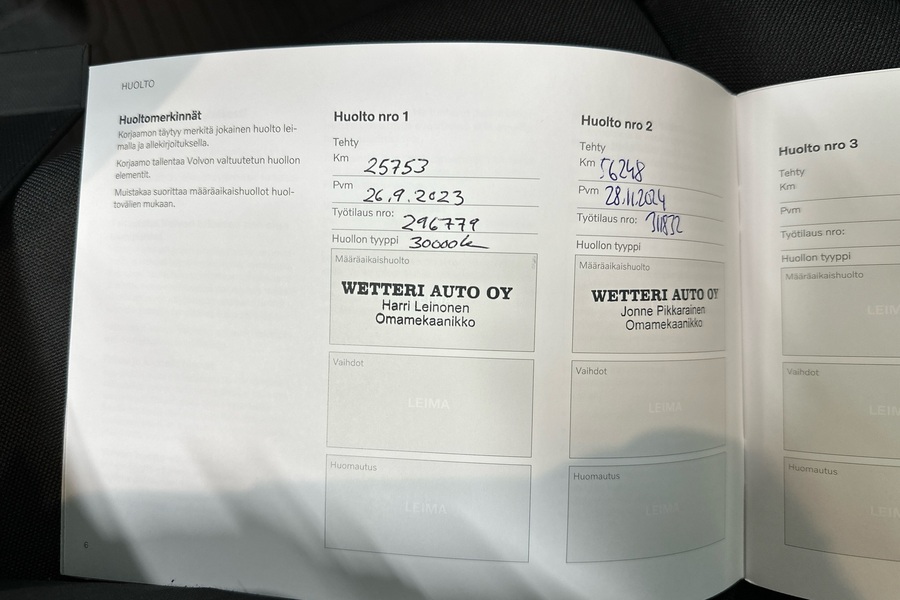 HUOLTO
Huoltomerkinnät
Korjaamon täytyy merkitä jokainen huolto lei-
malla ja allekirjoituksella.
Korjaamo tallentaa Volvon valtuutetun huollon
elementit.
Muistakaa suorittaa määräaikaishuollot huol-
tovälien mukaan.
6
Huolto nro 1
Tehty
Km 25753
Pvm 26.9.2023
Työtilaus nro: 296779
Huollon tyyppi 30000k
Määräaikaishuolto
WETTERI AUTO OY
Harri Leinonen
Omamekaanikko
Vaihdot
LEIMA
Huomautus
LEIMA
Huolto nro 2
Tehty
Km 56248
Pvm 28.11.2024
Työtilaus nro: 311832
Huollon tyyppi
Määräaikaishuolto
WETTERI AUTO OY
Jonne Pikkarainen
Omamekaanikko
Vaihdot
LEIMA
Huomautus
LEIMA
Huolto nro 3
Tehty
Km
Pvm
Työtilaus nro:
Huollon tyyppi
Määräaikaishuolto
LEIM
Vaihdot
LEIM
Huomautus
LEIM